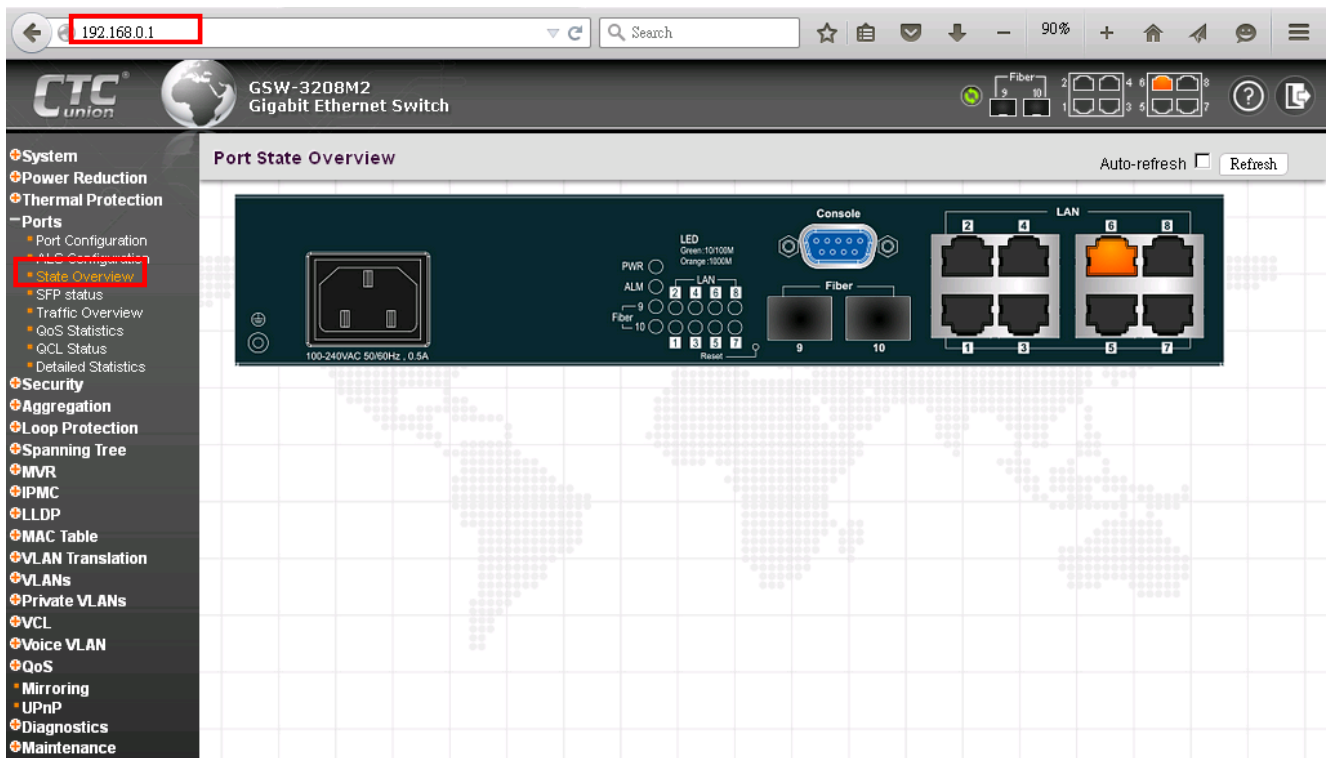 192.168.0.1
Search
90%
CTC®
union
GSW-3208M2
Gigabit Ethernet Switch
Fiber
9 10
2 4 6 8
1 3 5 7
?
System
Power Reduction
Thermal Protection
Ports
Port Configuration
ALS Configuration
State Overview
SFP status
Traffic Overview
QoS Statistics
QCL Status
Detailed Statistics
Security
Aggregation
Loop Protection
Spanning Tree
MVR
IPMC
LLDP
MAC Table
VLAN Translation
VLANs
Private VLANs
VCL
Voice VLAN
QoS
Mirroring
UPnP
Diagnostics
Maintenance
Port State Overview
Auto-refresh
Refresh
100-240VAC 50/60Hz , 0.5A
LED
Green :10/100M
Orange :1000M
PWR
ALM
LAN
2 4 6 8
Fiber
9
10
1 3 5 7
Reset
Console
Fiber
9 10
LAN
2 4 6 8
1 3 5 7